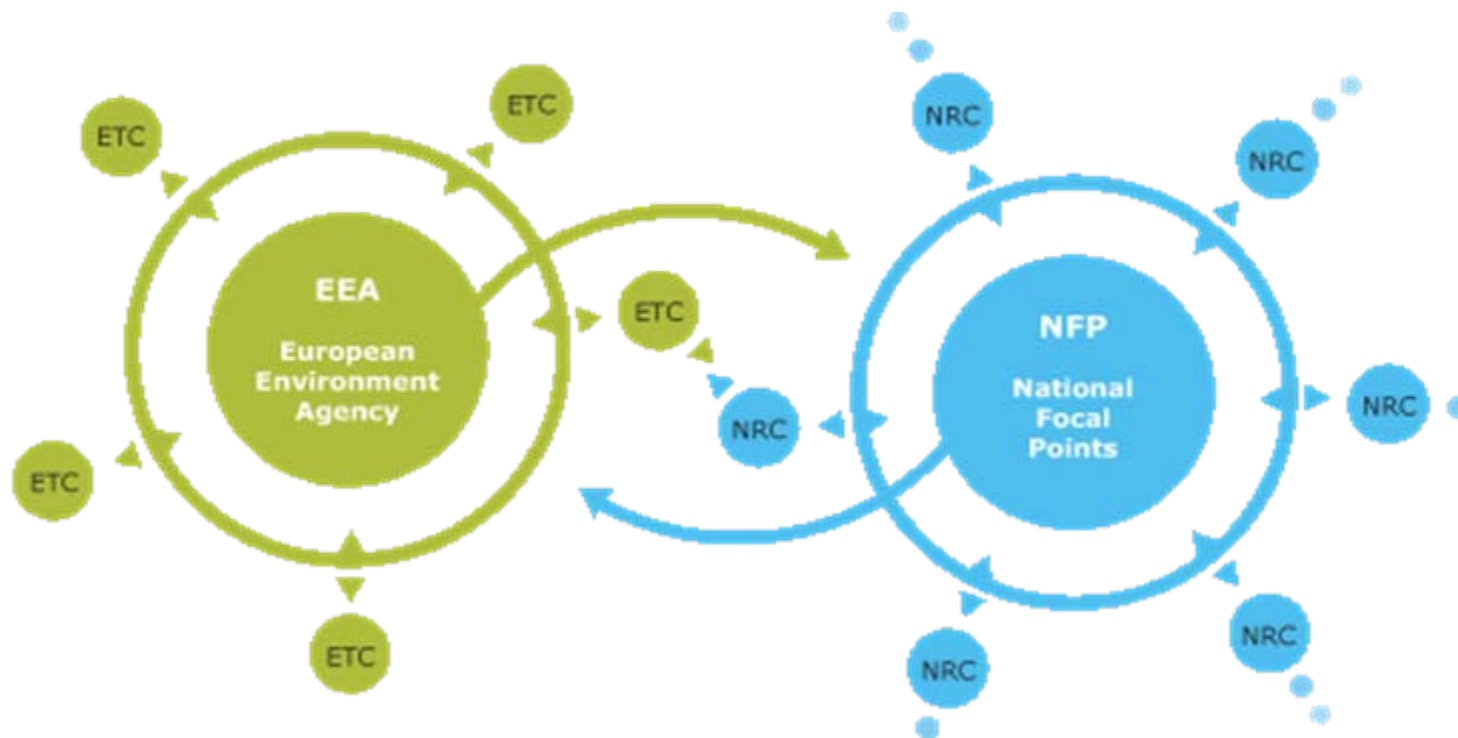 ETC
ETC
NRC
NRC
EEA
European
Environment
Agency
ETC
NFP
National
Focal
Points
NRC
NRC
ETC
NRC
NRC
ETC